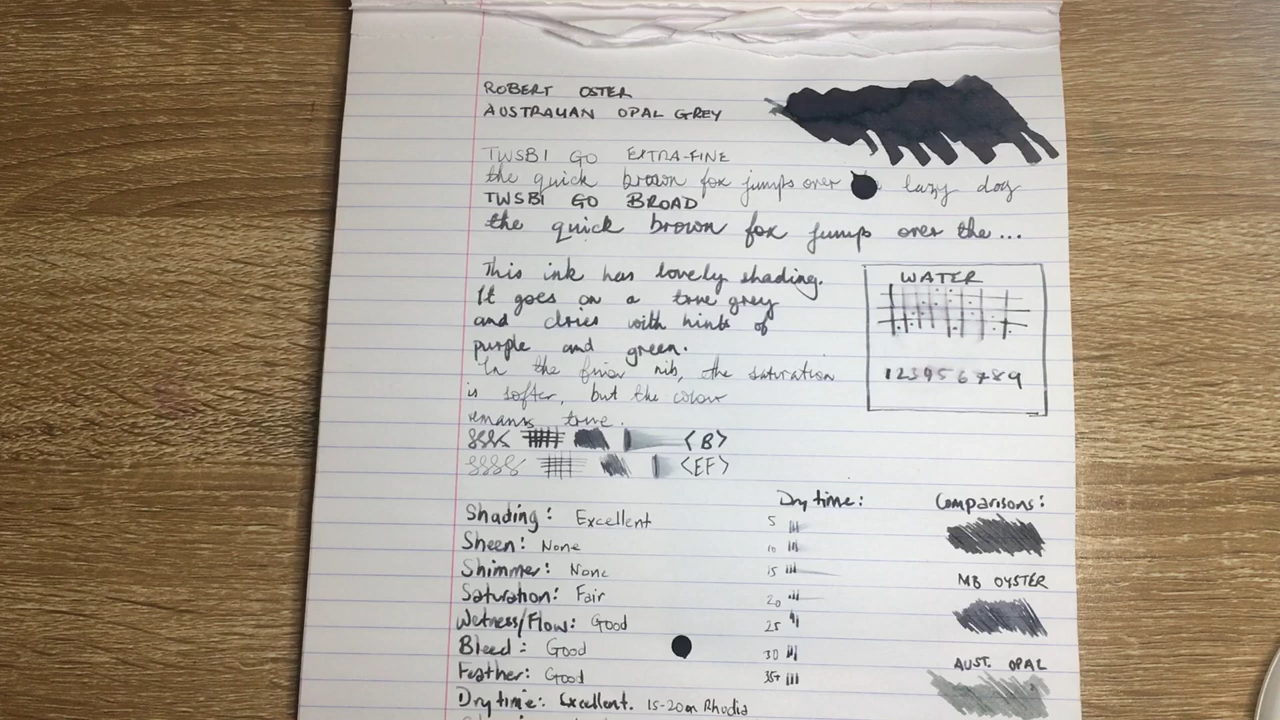 ROBERT OSTER
AUSTRALIAN OPAL GREY
TWSBI GO EXTRA-FINE
the quick brown fox jumps over lazy dog
TWSBI GO BROAD
the quick brown fox jumps over the...
This ink has lovely shading.
It goes on a true grey
and dries with hints of
purple and green.
In the finer nib, the saturation
is softer, but the colour
remans true.
WATER
123456789
<B>
<EF>
Shading: Excellent
Sheen: None
Shimmer: None
Saturation: Fair
Wetness/Flow: Good
Bleed: Good
Feather: Good
Dry time: Excellent. 15-20 on Rhodia
Dry time:
5
10
15
20
25
30
35+
Comparisons:
MB OYSTER
AUST. OPAL